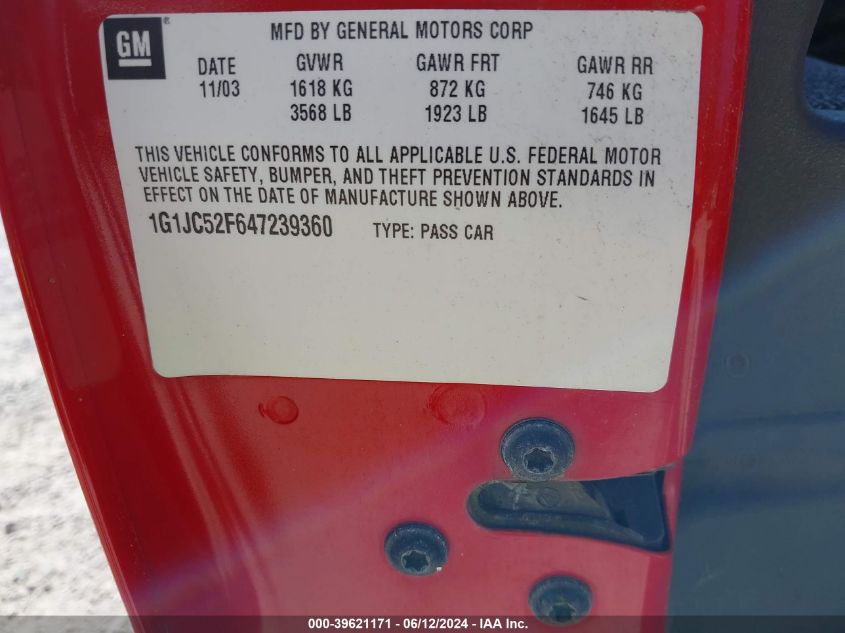 GM
MFD BY GENERAL MOTORS CORP
DATE GVWR GAWR FRT GAWR RR
11/03 1618 KG 872 KG 746 KG
3568 LB 1923 LB 1645 LB
THIS VEHICLE CONFORMS TO ALL APPLICABLE U.S. FEDERAL MOTOR
VEHICLE SAFETY, BUMPER, AND THEFT PREVENTION STANDARDS IN
EFFECT ON THE DATE OF MANUFACTURE SHOWN ABOVE.
1G1JC52F647239360 TYPE: PASS CAR
000-39621171 - 06/12/2024 - IAA, Inc.